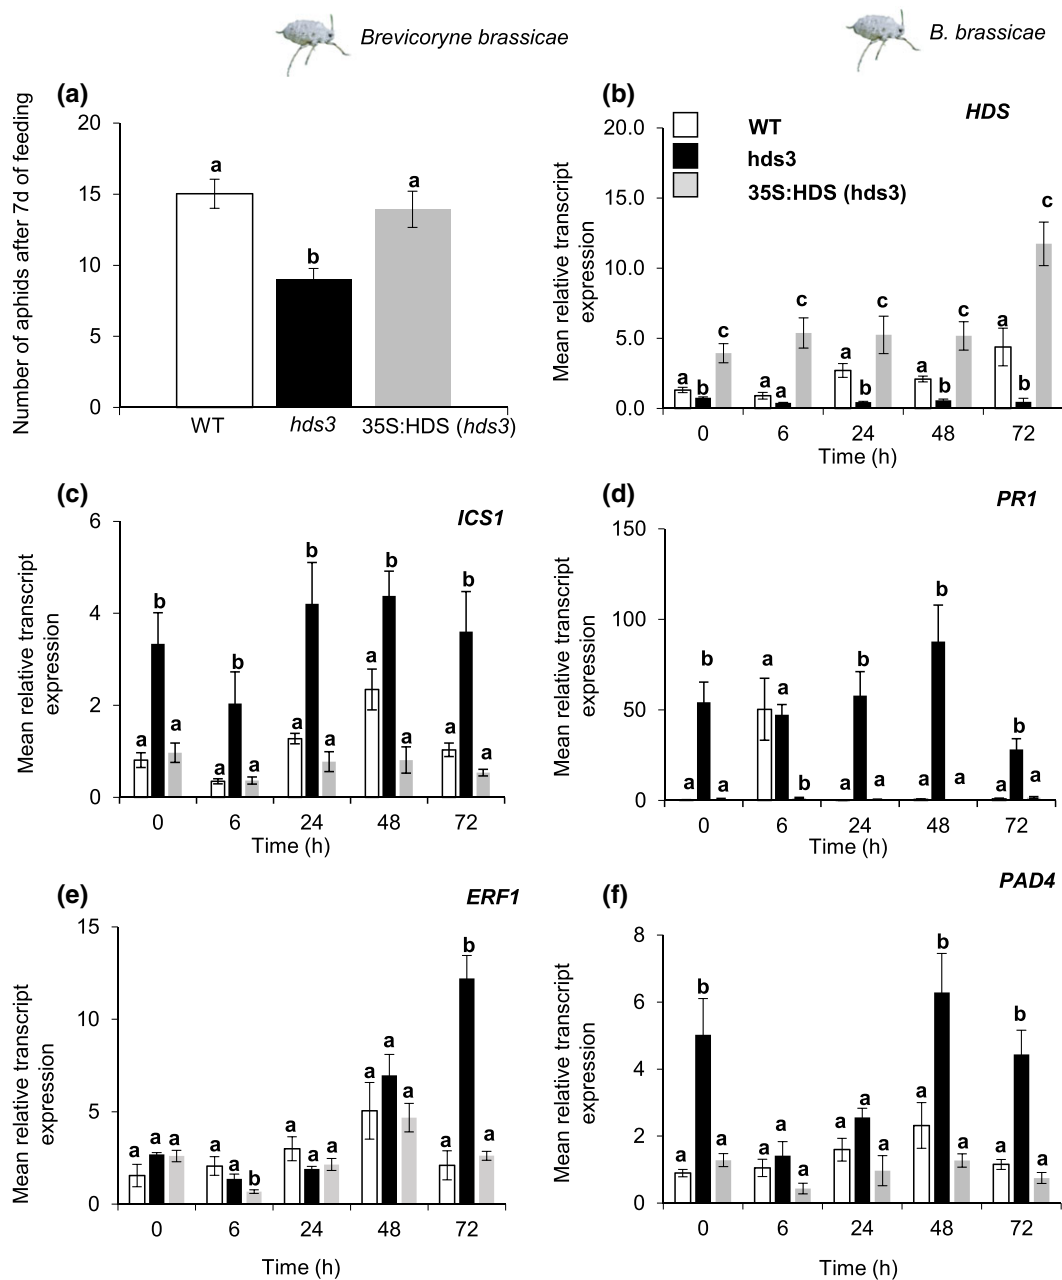 Brevicoryne brassicae
B. brassicae
(a)
Number of aphids after 7d of feeding
20
15
10
5
0
a
b
a
WT
hds3
35S:HDS (hds3)
(b)
HDS
WT
hds3
35S:HDS (hds3)
Mean relative transcript
expression
20.0
15.0
10.0
5.0
0.0
a b c
a a c
a b c
a b c
a b c
0 6 24 48 72
Time (h)
(c)
ICS1
Mean relative transcript
expression
6
4
2
0
a b a
a b a
a b a
a b a
a b a
0 6 24 48 72
Time (h)
(d)
PR1
Mean relative transcript
expression
150
100
50
0
a b a
a a b
a b a
a b a
a b a
0 6 24 48 72
Time (h)
(e)
ERF1
Mean relative transcript
expression
15
10
5
0
a a a
a a b
a a a
a a a
a b a
0 6 24 48 72
Time (h)
(f)
PAD4
Mean relative transcript
expression
8
6
4
2
0
a b a
a a a
a a a
a b a
a b a
0 6 24 48 72
Time (h)